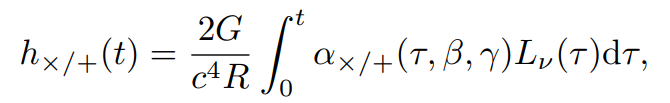 h_{×/+}(t) = \frac{2G}{c^4 R} \int_0^t α_{×/+}(τ, β, γ) L_ν(τ) dτ,